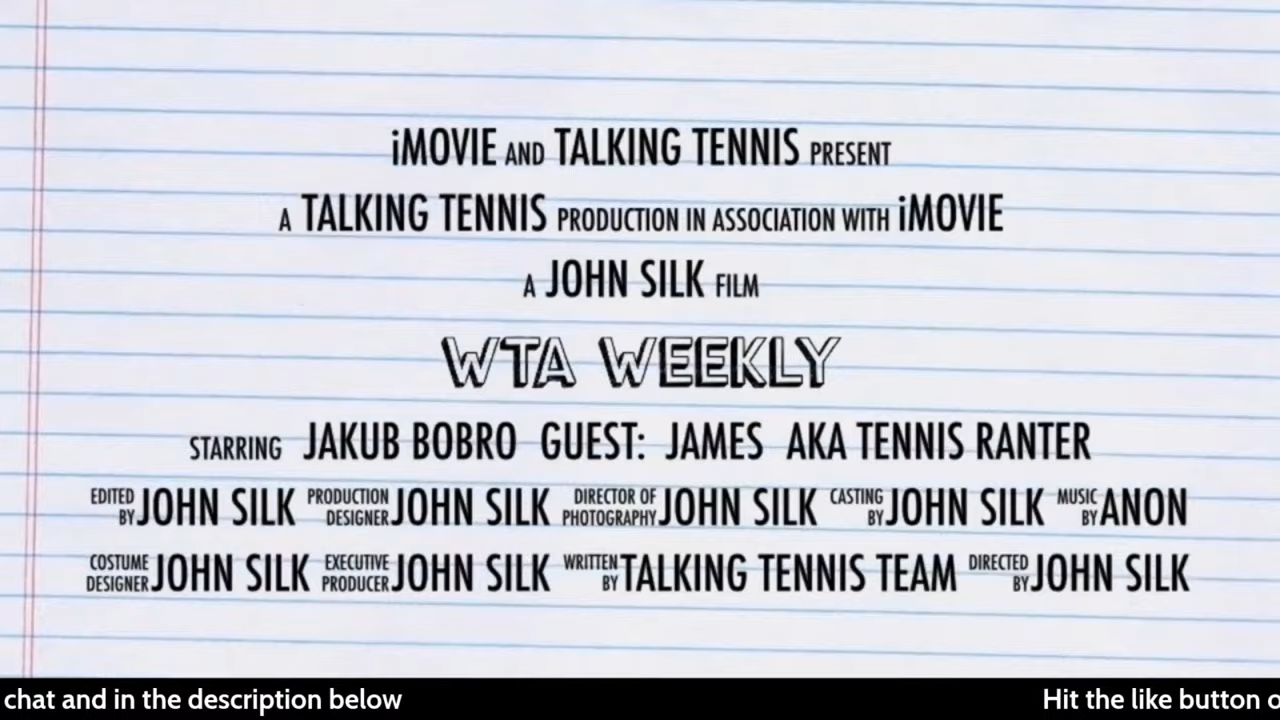 iMOVIE AND TALKING TENNIS PRESENT
A TALKING TENNIS PRODUCTION IN ASSOCIATION WITH iMOVIE
A JOHN SILK FILM
WTA WEEKLY
STARRING JAKUB BOBRO GUEST: JAMES AKA TENNIS RANTER
EDITED BY JOHN SILK PRODUCTION DESIGNER JOHN SILK DIRECTOR OF PHOTOGRAPHY JOHN SILK CASTING BY JOHN SILK MUSIC BY ANON
COSTUME DESIGNER JOHN SILK EXECUTIVE PRODUCER JOHN SILK WRITTEN BY TALKING TENNIS TEAM DIRECTED BY JOHN SILK
chat and in the description below Hit the like button